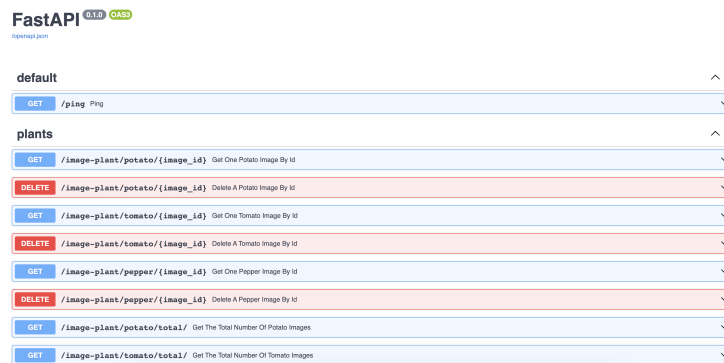 FastAPI 0.1.0 OAS3
/openapi.json
default
GET /ping Ping
plants
GET /image-plant/potato/{image_id} Get One Potato Image By Id
DELETE /image-plant/potato/{image_id} Delete A Potato Image By Id
GET /image-plant/tomato/{image_id} Get One Tomato Image By Id
DELETE /image-plant/tomato/{image_id} Delete A Tomato Image By Id
GET /image-plant/pepper/{image_id} Get One Pepper Image By Id
DELETE /image-plant/pepper/{image_id} Delete A Pepper Image By Id
GET /image-plant/potato/total/ Get The Total Number Of Potato Images
GET /image-plant/tomato/total/ Get The Total Number Of Tomato Images